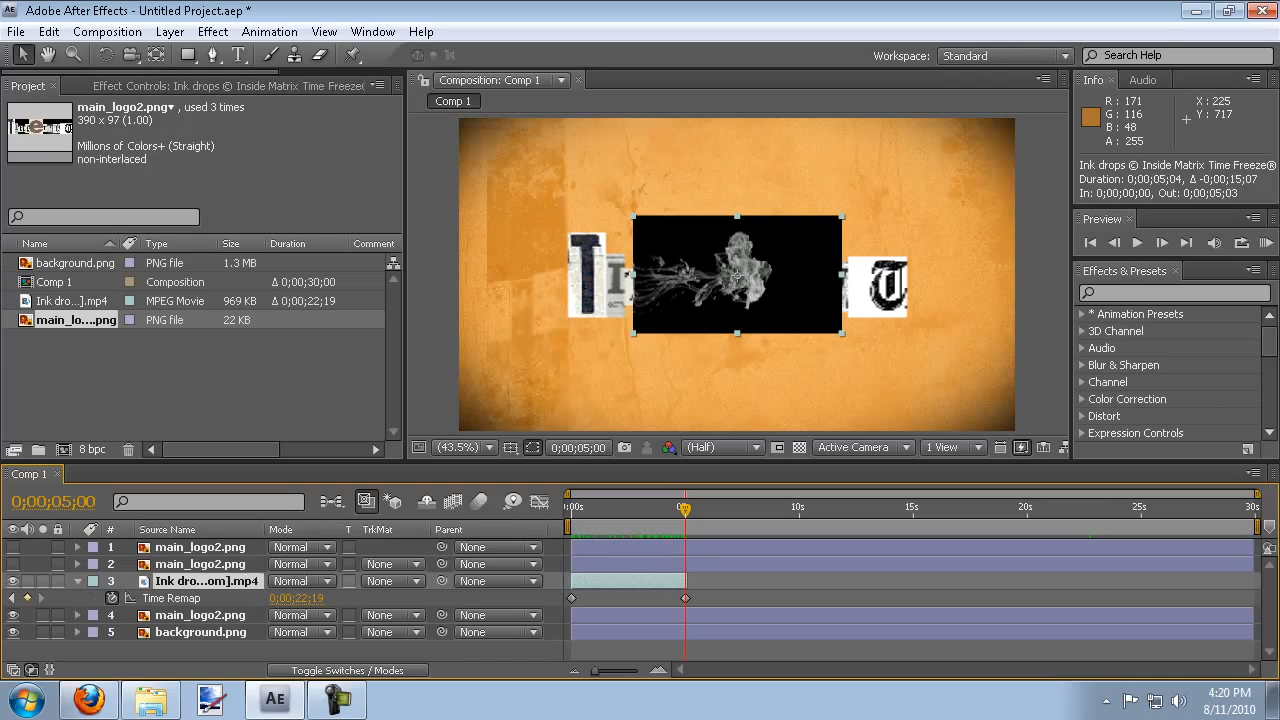 Adobe After Effects - Untitled Project.aep *
File Edit Composition Layer Effect Animation View Window Help
Workspace: Standard Search Help
Project Effect Controls: Ink drops © Inside Matrix Time Freeze(
Composition: Comp 1
Info Audio
main_logo2.png▾ , used 3 times
390 x 97 (1.00)
Millions of Colors+ (Straight)
non-interlaced
Comp 1
R : 171
G : 116
B : 48
A : 255
X : 225
Y : 717
Ink drops © Inside Matrix Time Freeze®
Duration: 0;00;05;04, Δ -0;00;15;07
In: 0;00;00;00, Out: 0;00;05;03
Preview
Effects & Presets
* Animation Presets
3D Channel
Audio
Blur & Sharpen
Channel
Color Correction
Distort
Expression Controls
Name Type Size Duration Comment
background.png PNG file 1.3 MB
Comp 1 Composition Δ 0;00;30;00
Ink dro...].mp4 MPEG Movie 969 KB Δ 0;00;22;19
main_lo....png PNG file 22 KB
8 bpc
(43.5%) 0;00;05;00 (Half) Active Camera 1 View
Comp 1
0;00;05;00
:00s 10s 15s 20s 25s 30s
# Source Name Mode T TrkMat Parent
1 main_logo2.png Normal None
2 main_logo2.png Normal None None
3 Ink dro...om].mp4 Normal None None
Time Remap 0;00;22;19
4 main_logo2.png Normal None None
5 background.png Normal None None
Toggle Switches / Modes
AE
4:20 PM
8/11/2010